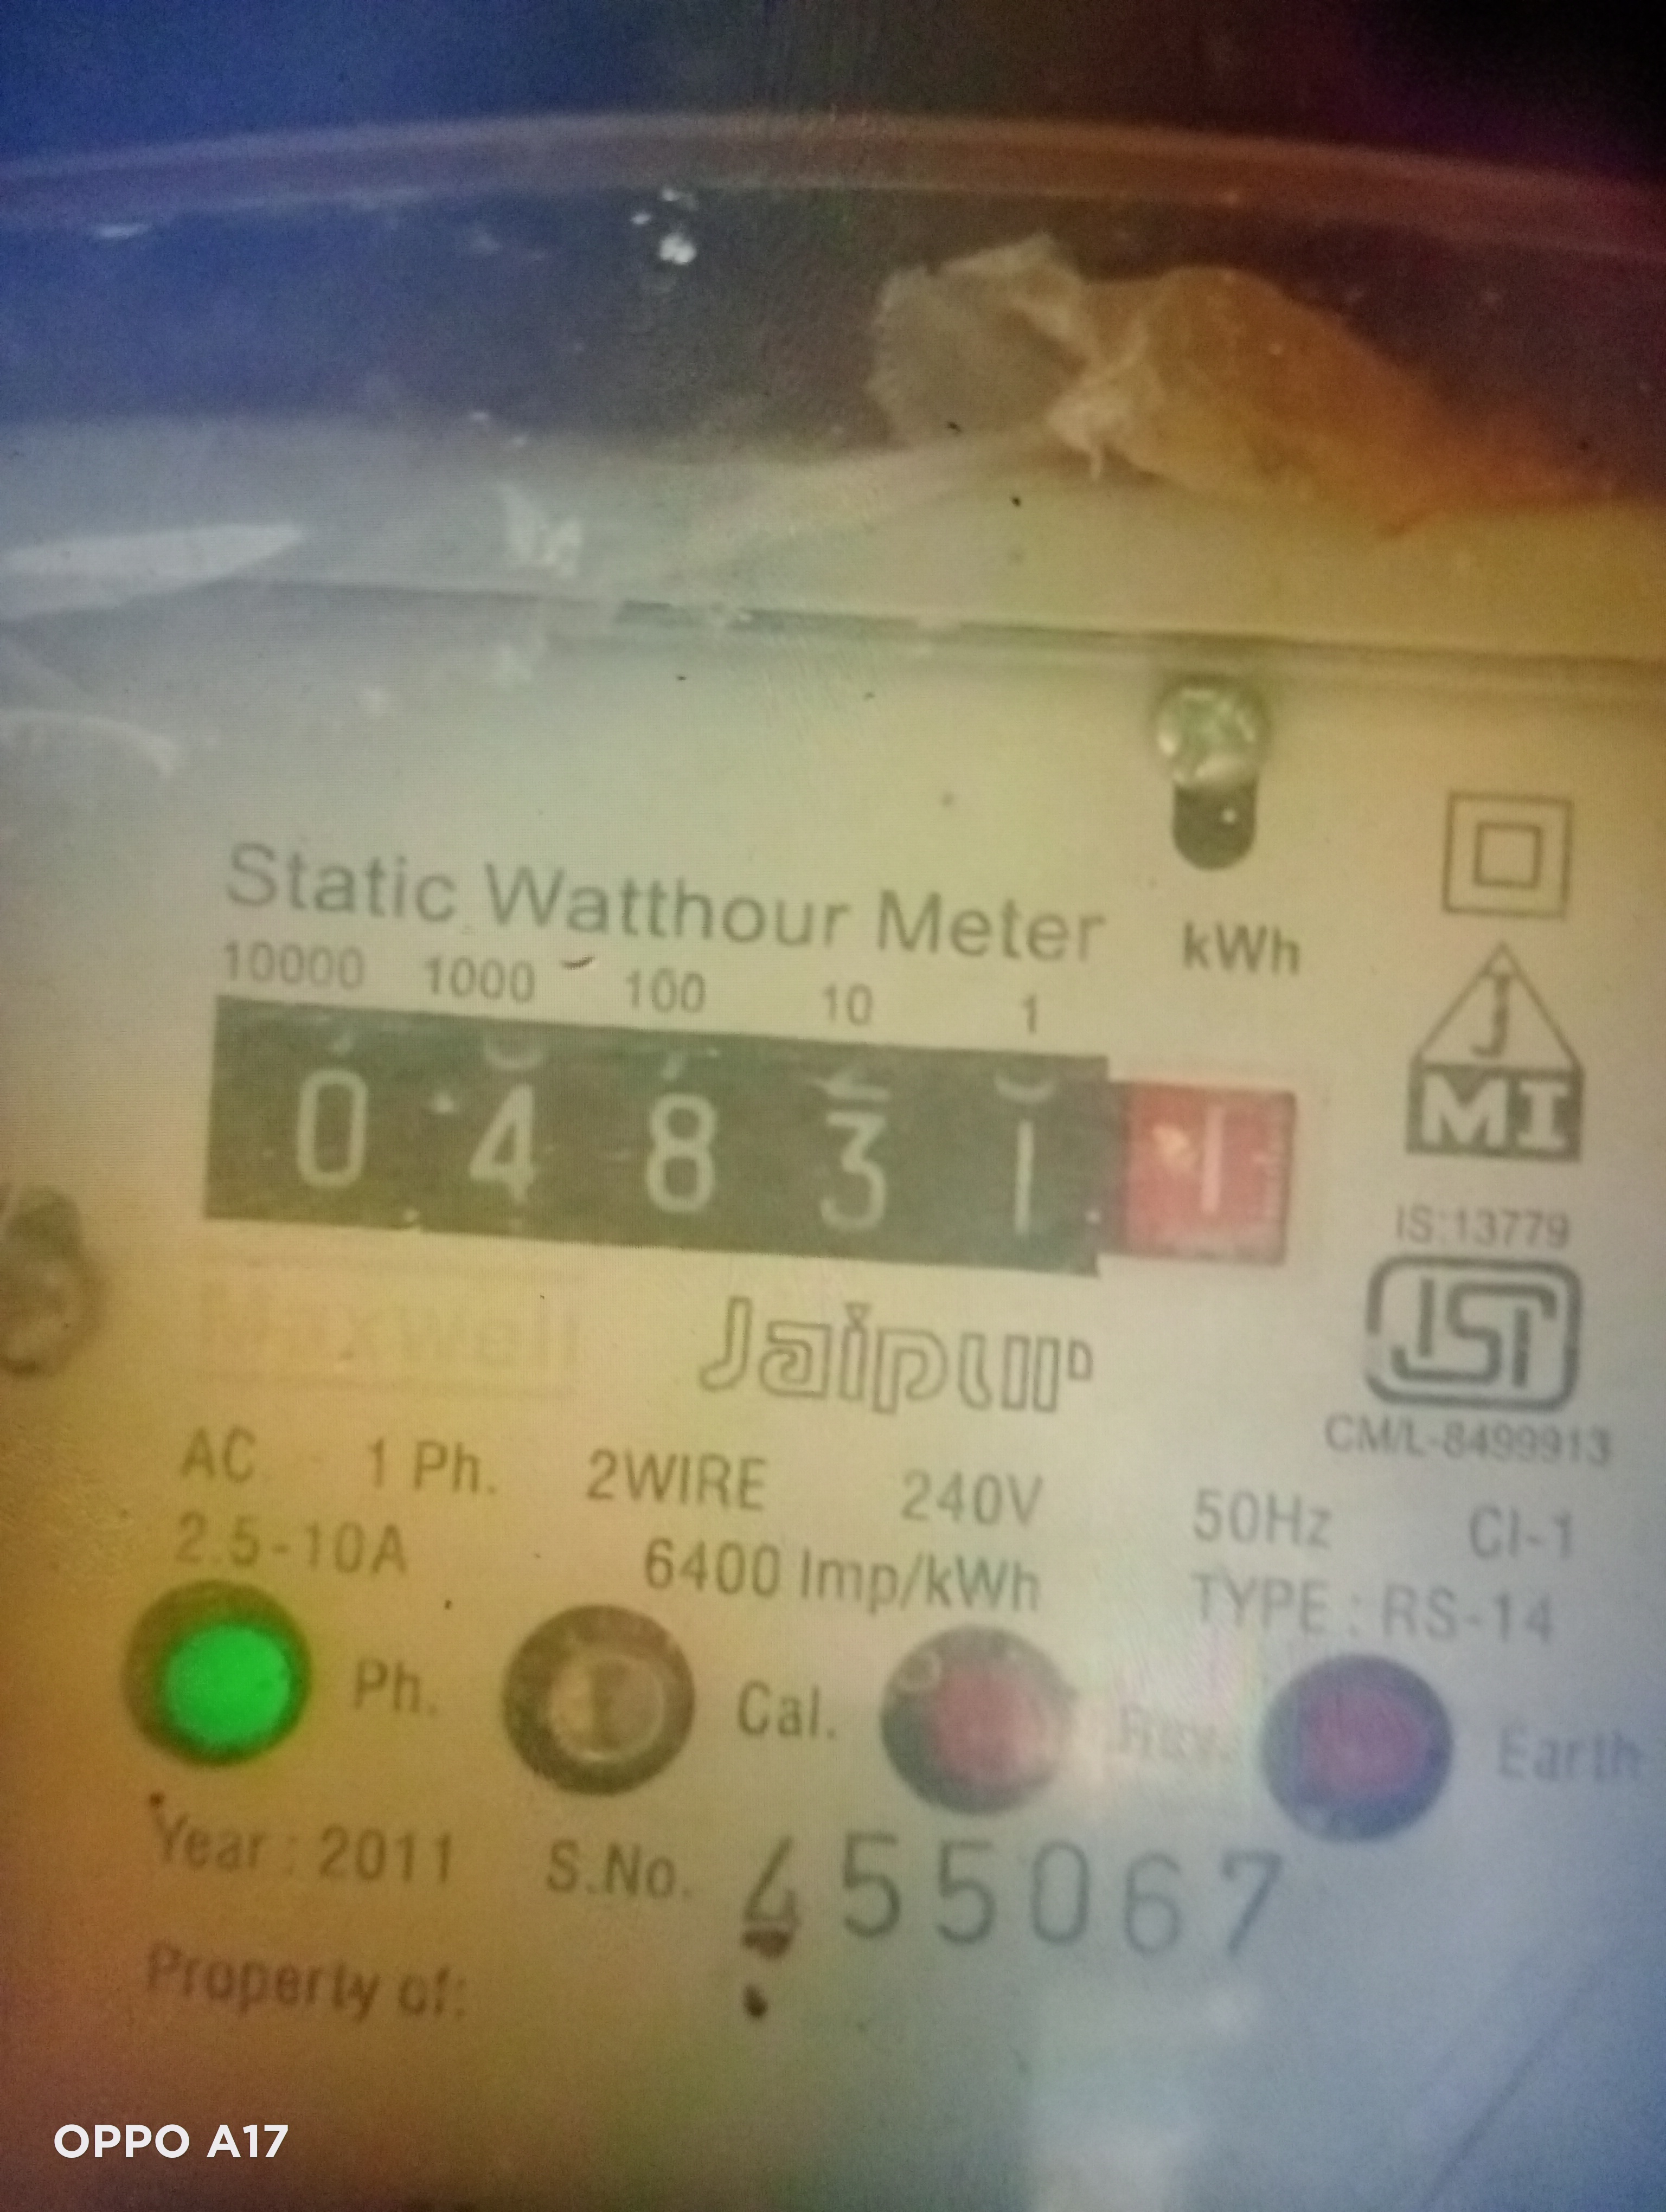 Static Watthour Meter kWh
10000 1000 100 10 1
0 4 8 3 1 1
J
MI
IS:13779
ISI
Maxwell Jaipur
CM/L-8499913
AC 1 Ph. 2WIRE 240V 50Hz Cl-1
2.5-10A 6400 Imp/kWh TYPE : RS-14
Ph. Cal. Earth
Year : 2011 S.No. 455067
Property of:
OPPO A17